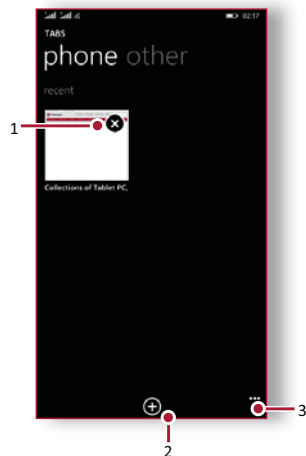 02:17
TABS
phone other
recent
1
Collections of Tablet PC,
3
2